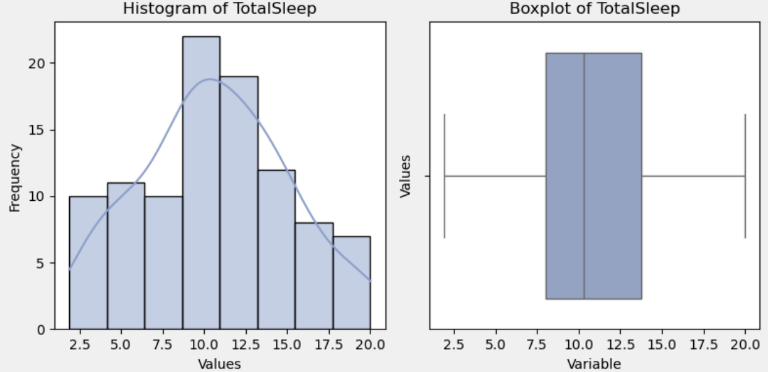 Histogram of TotalSleep
Frequency
20
15
10
5
0
2.5 5.0 7.5 10.0 12.5 15.0 17.5 20.0
Values
Boxplot of TotalSleep
Values
2.5 5.0 7.5 10.0 12.5 15.0 17.5 20.0
Variable